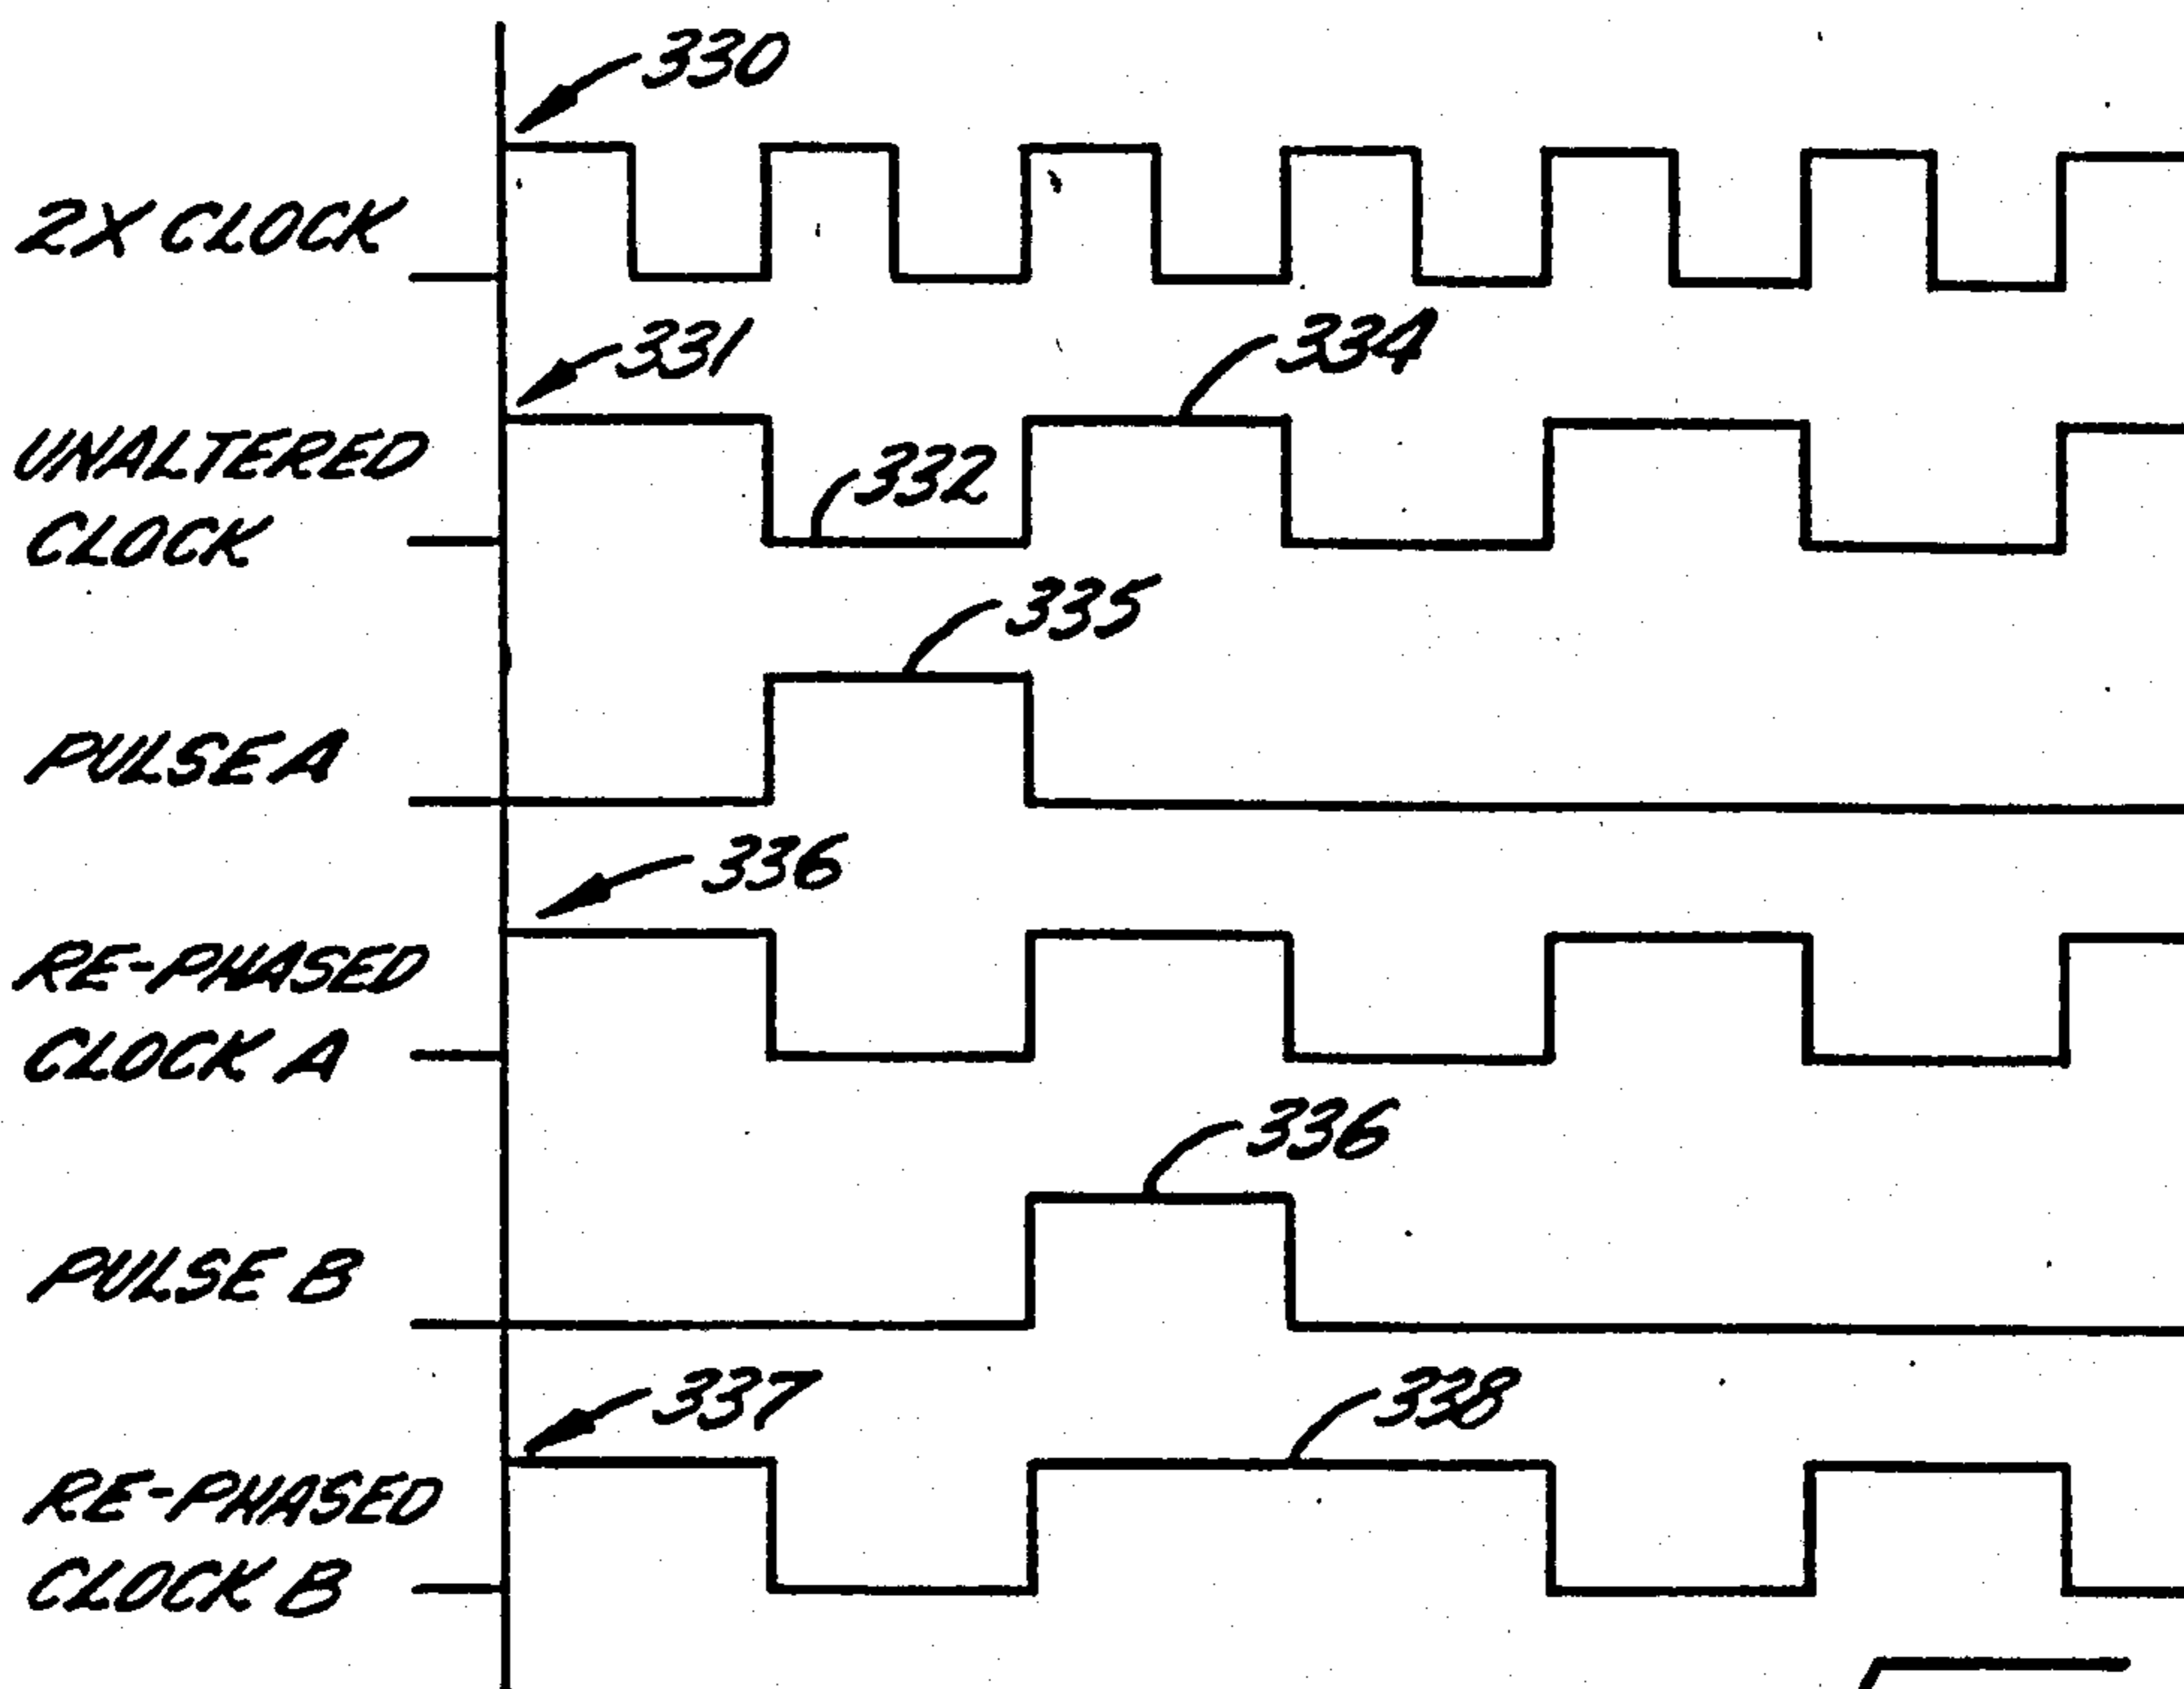 330
2X CLOCK
331
334
UNALTERED
CLOCK
332
335
PULSE A
336
RE-PHASED
CLOCK A
336
PULSE B
337
338
RE-PHASED
CLOCK B